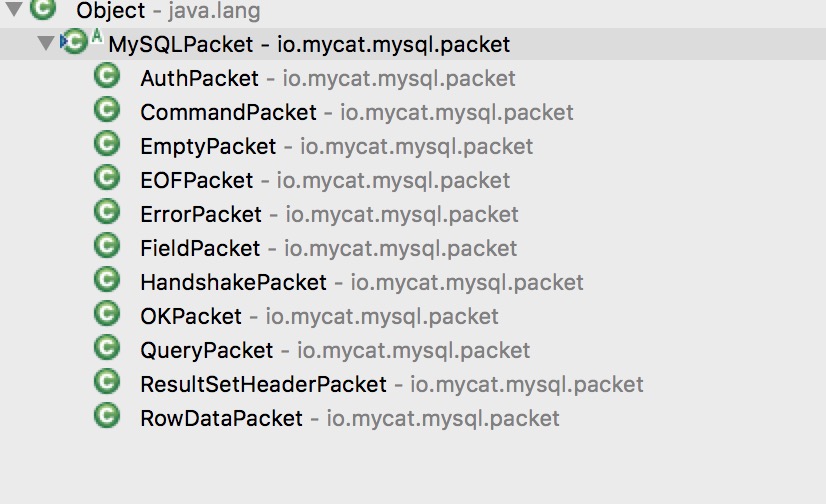 Object - java.lang
MySQLPacket - io.mycat.mysql.packet
AuthPacket - io.mycat.mysql.packet
CommandPacket - io.mycat.mysql.packet
EmptyPacket - io.mycat.mysql.packet
EOFPacket - io.mycat.mysql.packet
ErrorPacket - io.mycat.mysql.packet
FieldPacket - io.mycat.mysql.packet
HandshakePacket - io.mycat.mysql.packet
OKPacket - io.mycat.mysql.packet
QueryPacket - io.mycat.mysql.packet
ResultSetHeaderPacket - io.mycat.mysql.packet
RowDataPacket - io.mycat.mysql.packet